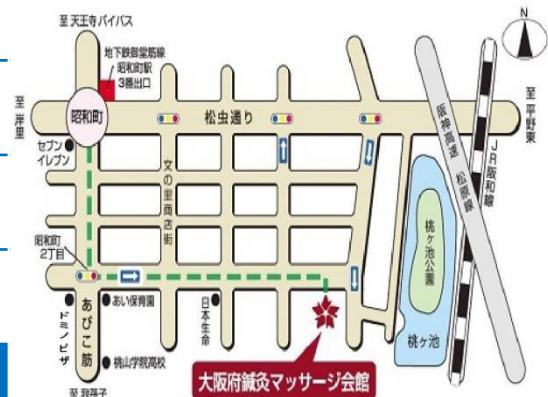 至 天王寺バイパス
N
地下鉄御堂筋線
昭和町駅
3番出口
至 岸里
昭和町
松虫通り
至 平野東
セブン
イレブン
文の里商店街
阪神高速 松原線
JR阪和線
桃ヶ池公園
桃ヶ池
昭和町
2丁目
ドミノピザ
あびこ筋
あい保育園
日本生命
桃山学院高校
大阪府鍼灸マッサージ会館
至 我孫子